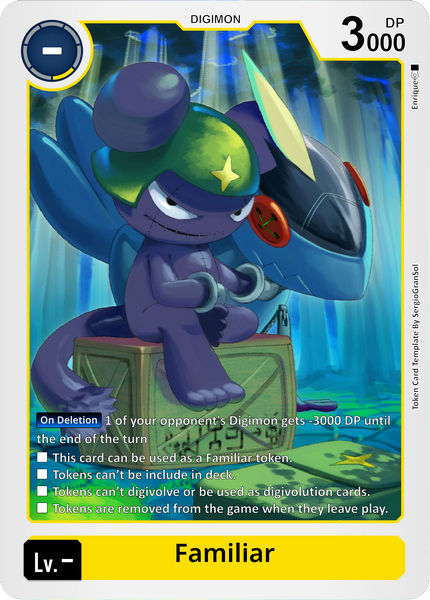 DIGIMON
–
3000
DP
Enrique
On Deletion 1 of your opponent's Digimon gets -3000 DP until
the end of the turn
This card can be used as a Familiar token.
Tokens can't be include in deck.
Tokens can't digivolve or be used as digivolution cards.
Tokens are removed from the game when they leave play.
Token Card Template By SergioGranSol
Lv.–
Familiar